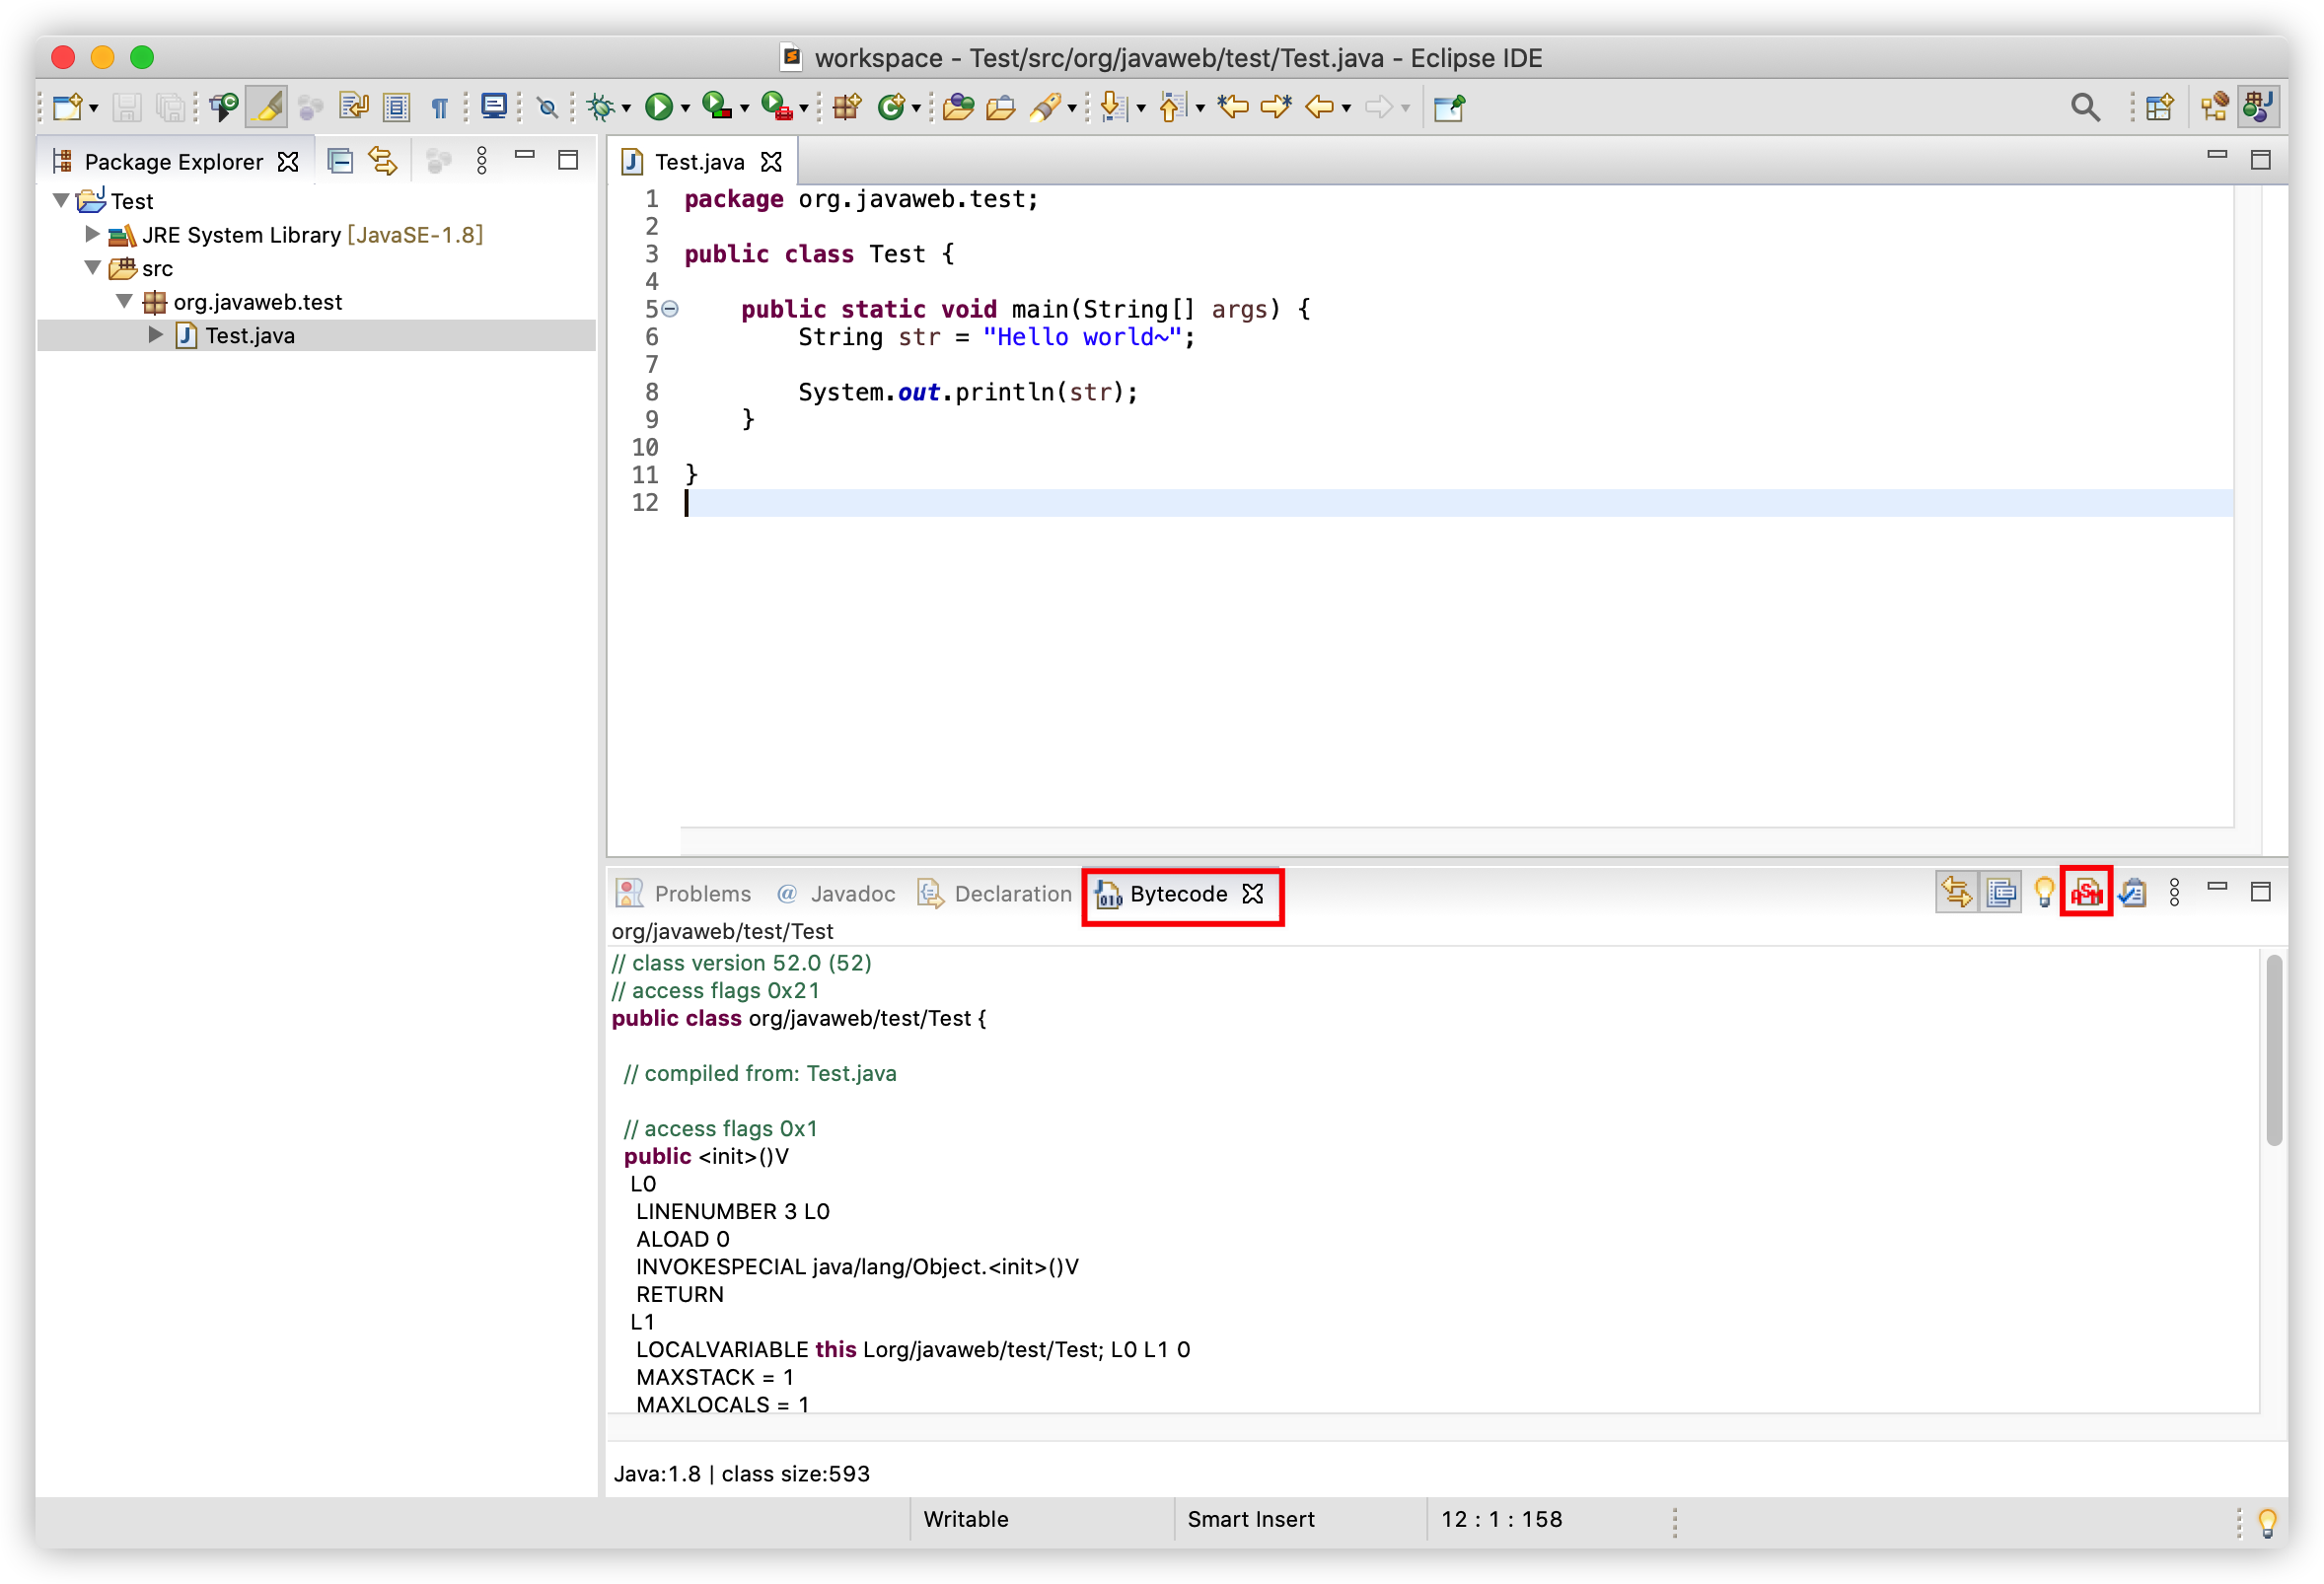 workspace - Test/src/org/javaweb/test/Test.java - Eclipse IDE
Package Explorer
Test
JRE System Library [JavaSE-1.8]
src
org.javaweb.test
Test.java
Test.java
1 package org.javaweb.test;
2
3 public class Test {
4
5     public static void main(String[] args) {
6         String str = "Hello world~";
7
8         System.out.println(str);
9     }
10
11 }
12
Problems @ Javadoc Declaration 010 Bytecode ASM
org/javaweb/test/Test
// class version 52.0 (52)
// access flags 0x21
public class org/javaweb/test/Test {
// compiled from: Test.java
// access flags 0x1
public <init>()V
L0
LINENUMBER 3 L0
ALOAD 0
INVOKESPECIAL java/lang/Object.<init>()V
RETURN
L1
LOCALVARIABLE this Lorg/javaweb/test/Test; L0 L1 0
MAXSTACK = 1
MAXLOCALS = 1
Java:1.8 | class size:593
Writable Smart Insert 12 : 1 : 158